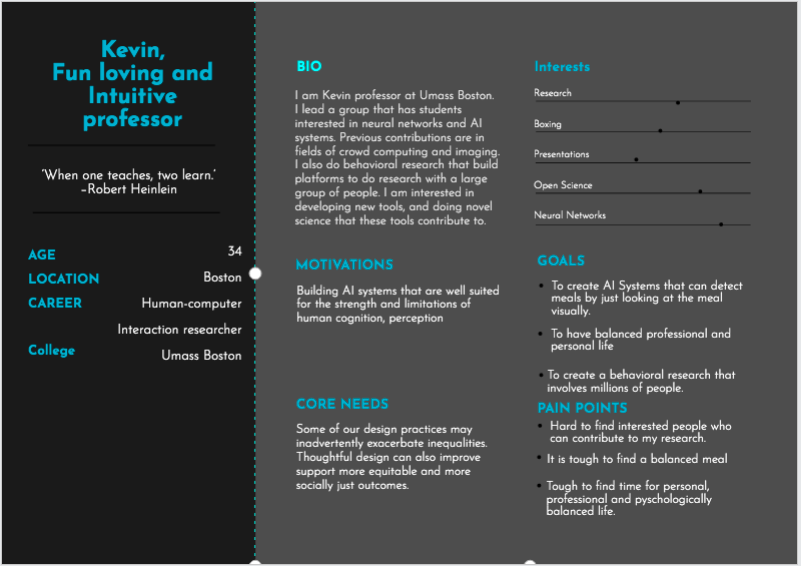 Kevin,
Fun loving and
Intuitive
professor
'When one teaches, two learn.'
–Robert Heinlein
AGE 34
LOCATION Boston
CAREER Human-computer
Interaction researcher
College Umass Boston
BIO
I am Kevin professor at Umass Boston.
I lead a group that has students
interested in neural networks and AI
systems. Previous contributions are in
fields of crowd computing and imaging.
I also do behavioral research that build
platforms to do research with a large
group of people. I am interested in
developing new tools, and doing novel
science that these tools contribute to.
MOTIVATIONS
Building AI systems that are well suited
for the strength and limitations of
human cognition, perception
CORE NEEDS
Some of our design practices may
inadvertently exacerbate inequalities.
Thoughtful design can also improve
support more equitable and more
socially just outcomes.
Interests
Research
Boxing
Presentations
Open Science
Neural Networks
GOALS
• To create AI Systems that can detect
meals by just looking at the meal
visually.
• To have balanced professional and
personal life
• To create a behavioral research that
involves millions of people.
PAIN POINTS
• Hard to find interested people who
can contribute to my research.
• It is tough to find a balanced meal
• Tough to find time for personal,
professional and pyschologically
balanced life.